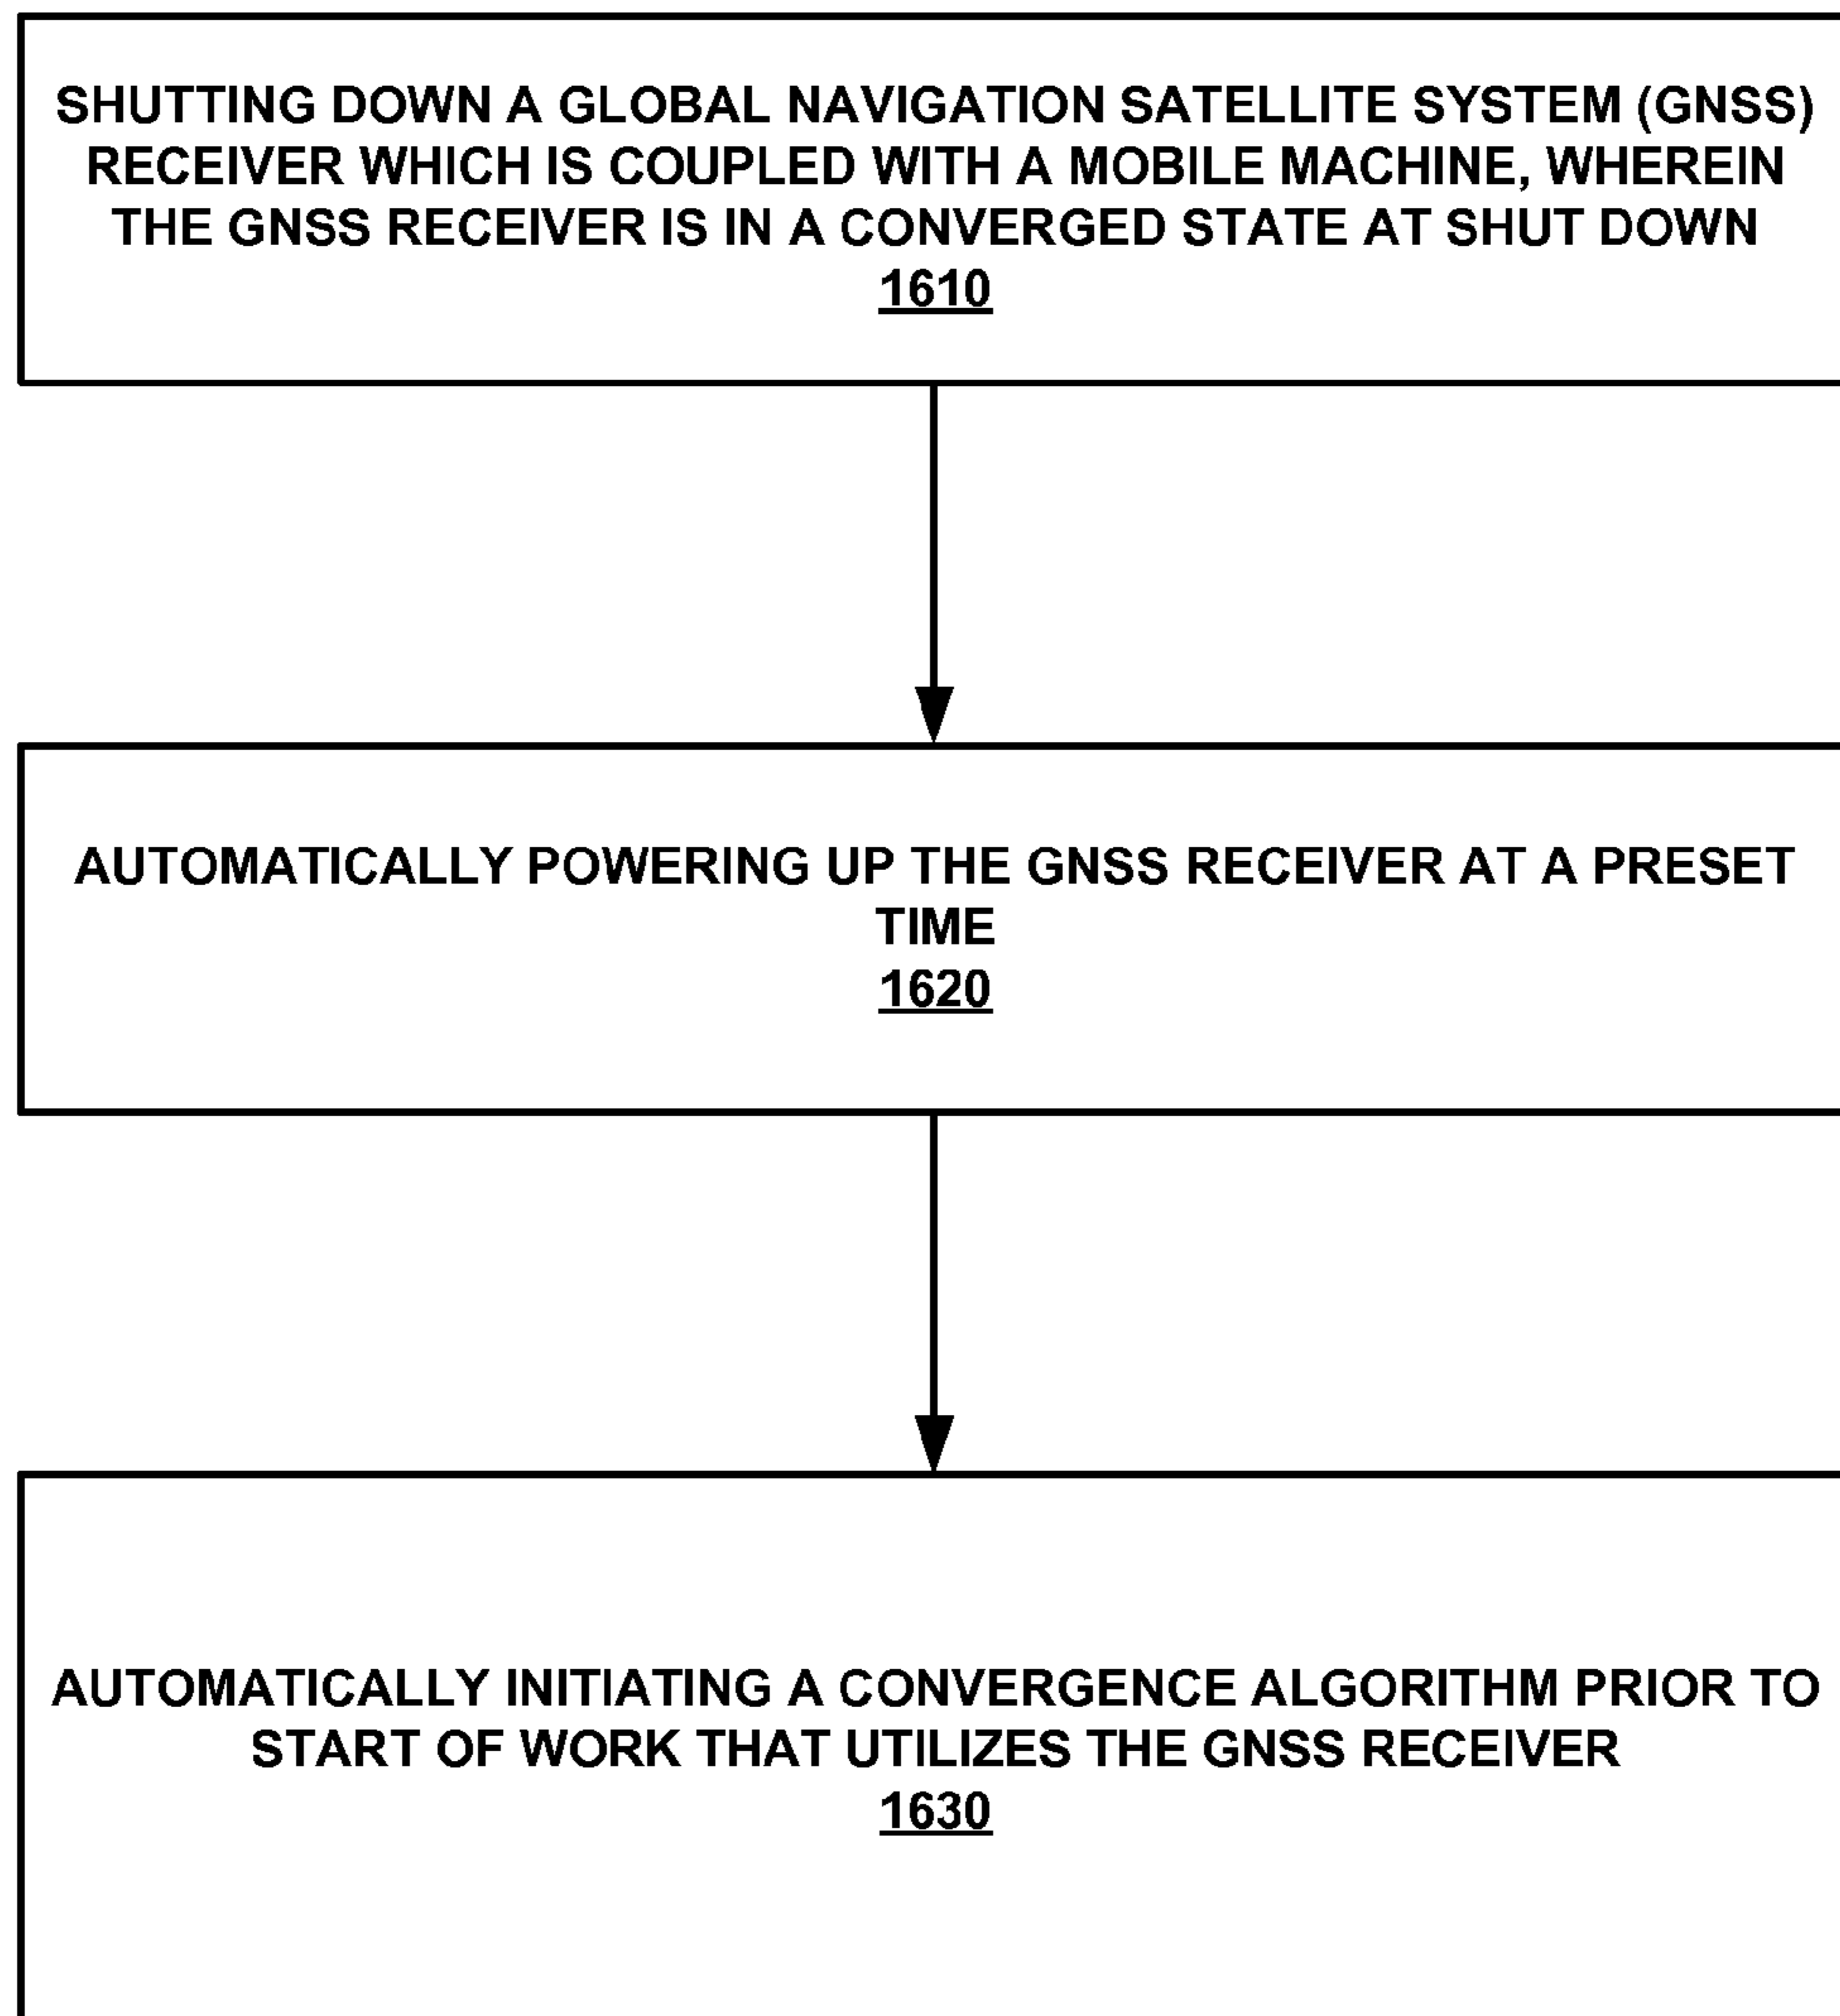 SHUTTING DOWN A GLOBAL NAVIGATION SATELLITE SYSTEM (GNSS)
RECEIVER WHICH IS COUPLED WITH A MOBILE MACHINE, WHEREIN
THE GNSS RECEIVER IS IN A CONVERGED STATE AT SHUT DOWN
1610
AUTOMATICALLY POWERING UP THE GNSS RECEIVER AT A PRESET
TIME
1620
AUTOMATICALLY INITIATING A CONVERGENCE ALGORITHM PRIOR TO
START OF WORK THAT UTILIZES THE GNSS RECEIVER
1630